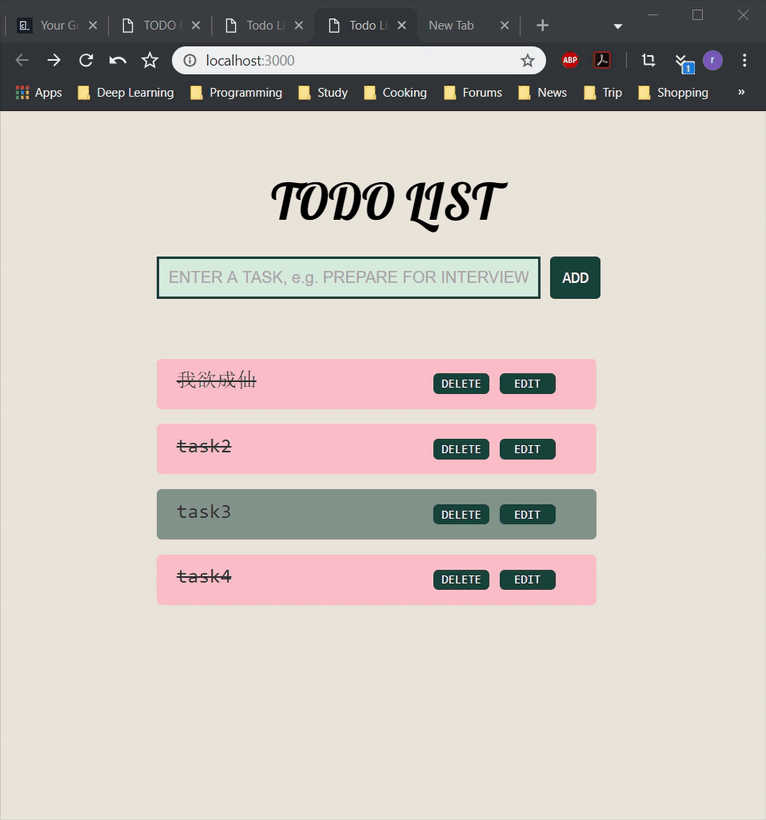 Your G
TODO
Todo Li
Todo Li
New Tab
localhost:3000
ABP
r
1
Apps
Deep Learning
Programming
Study
Cooking
Forums
News
Trip
Shopping
»
TODO LIST
ENTER A TASK, e.g. PREPARE FOR INTERVIEW
ADD
我欲成仙
DELETE
EDIT
task2
DELETE
EDIT
task3
DELETE
EDIT
task4
DELETE
EDIT